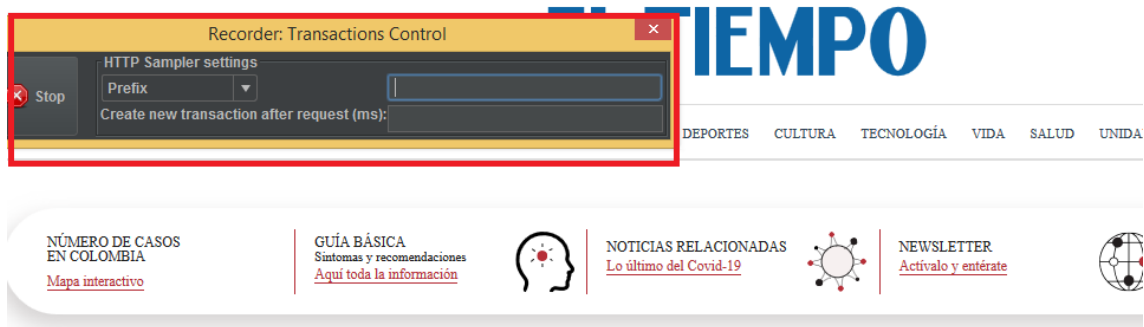 TIEMPO
Recorder: Transactions Control
HTTP Sampler settings
Stop
Prefix
Create new transaction after request (ms):
DEPORTES CULTURA TECNOLOGÍA VIDA SALUD
NÚMERO DE CASOS
EN COLOMBIA
Mapa interactivo
GUÍA BÁSICA
Sintomas y recomendaciones
Aquí toda la información
NOTICIAS RELACIONADAS
Lo último del Covid-19
NEWSLETTER
Actívalo y entérate